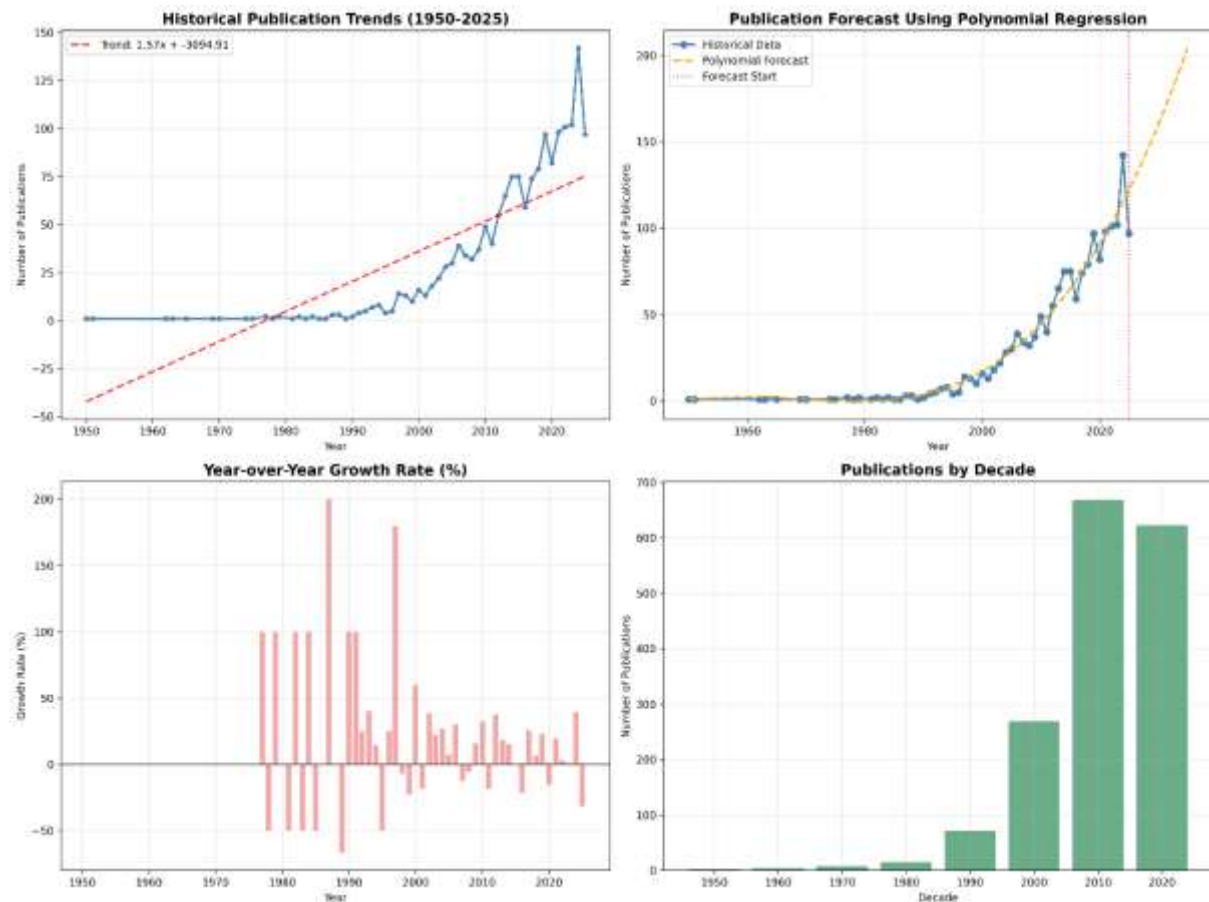 Historical Publication Trends (1950-2025)
Trend: 1.57x + -3094.91
150
125
100
75
50
25
0
−25
−50
Number of Publications
1950 1960 1970 1980 1990 2000 2010 2020
Year
Publication Forecast Using Polynomial Regression
Historical Data
Polynomial Forecast
Forecast Start
200
150
100
50
0
Number of Publications
1960 1980 2000 2020
Year
Year-over-Year Growth Rate (%)
200
150
100
50
0
−50
Growth Rate (%)
1950 1960 1970 1980 1990 2000 2010 2020
Year
Publications by Decade
700
600
500
400
300
200
100
0
Number of Publications
1950 1960 1970 1980 1990 2000 2010 2020
Decade